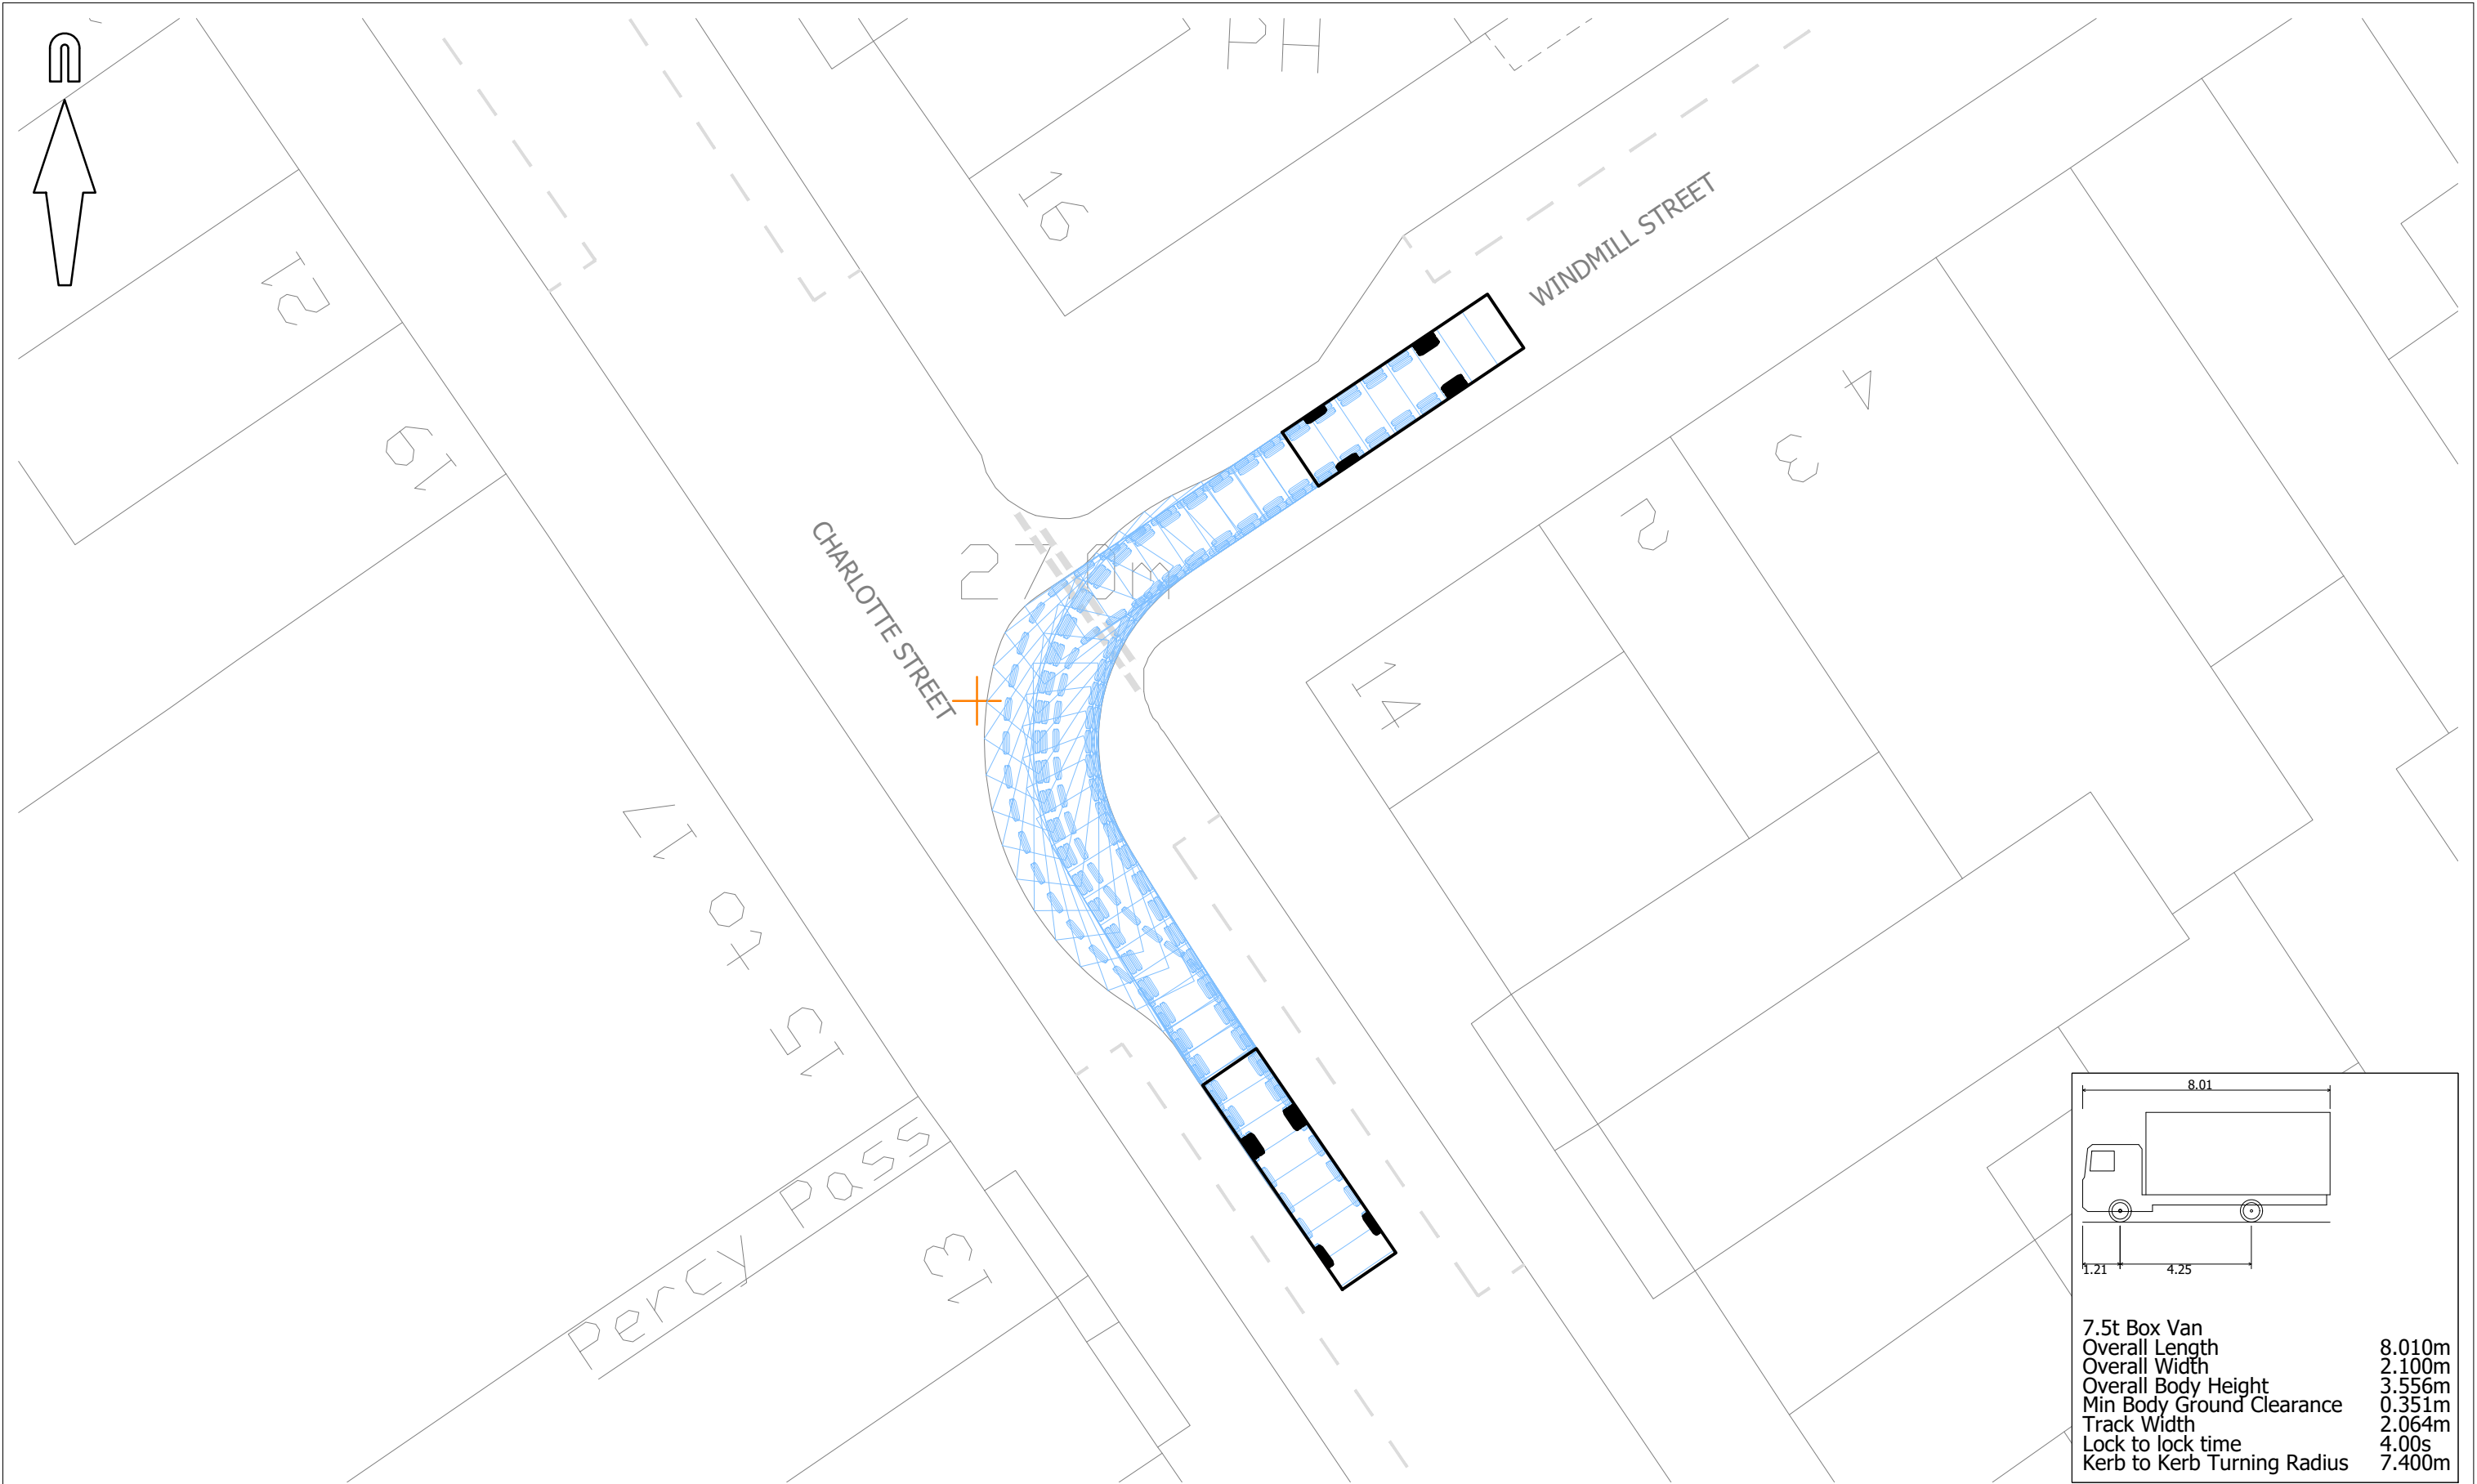 PH
16
WINDMILL STREET
21
19
4
3
5
CHARLOTTE STREET
27.0m
14
17
to
15
Percy Pass
13
8.01
1.21
4.25
7.5t Box Van
Overall Length 8.010m
Overall Width 2.100m
Overall Body Height 3.556m
Min Body Ground Clearance 0.351m
Track Width 2.064m
Lock to lock time 4.00s
Kerb to Kerb Turning Radius 7.400m